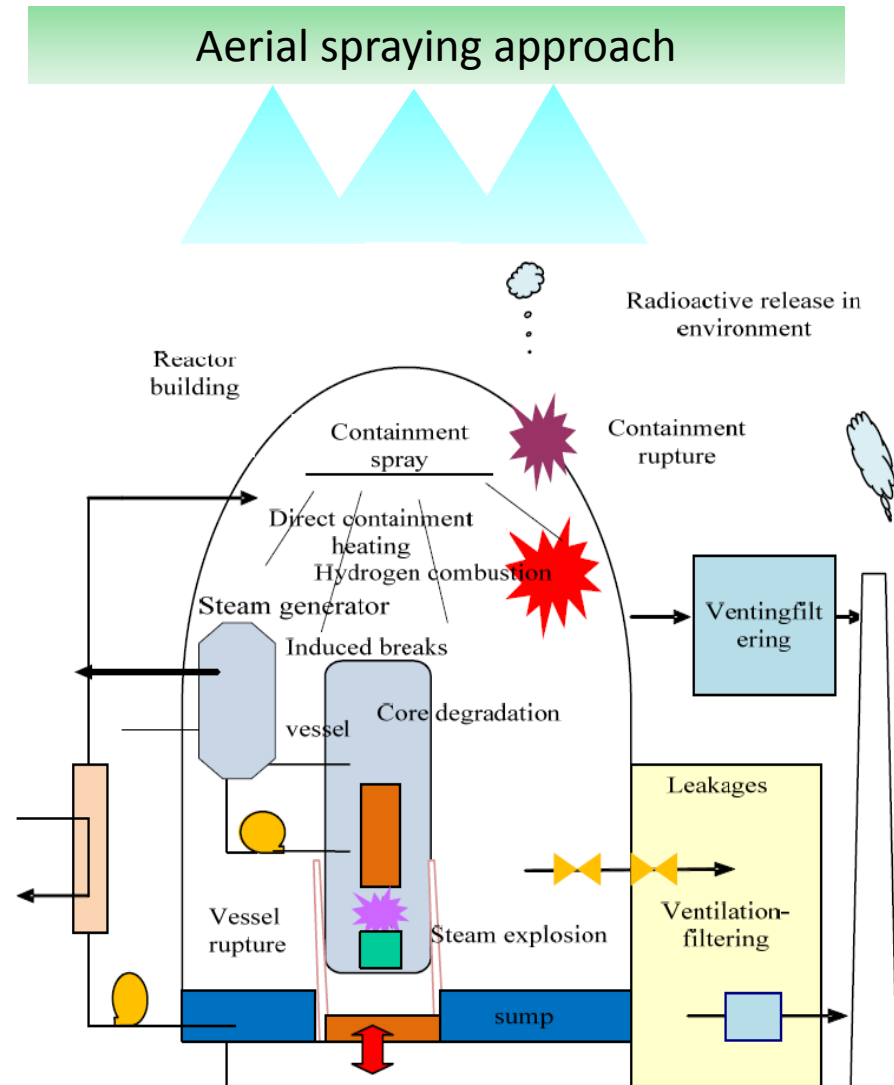 Aerial spraying approach
Radioactive release in
environment
Reactor
building
Containment
spray
Containment
rupture
Direct containment
heating
Hydrogen combustion
Steam generator
Ventingfilt
ering
Induced breaks
Core degradation
vessel
Leakages
Vessel
rupture
Steam explosion
Ventilation-
filtering
sump